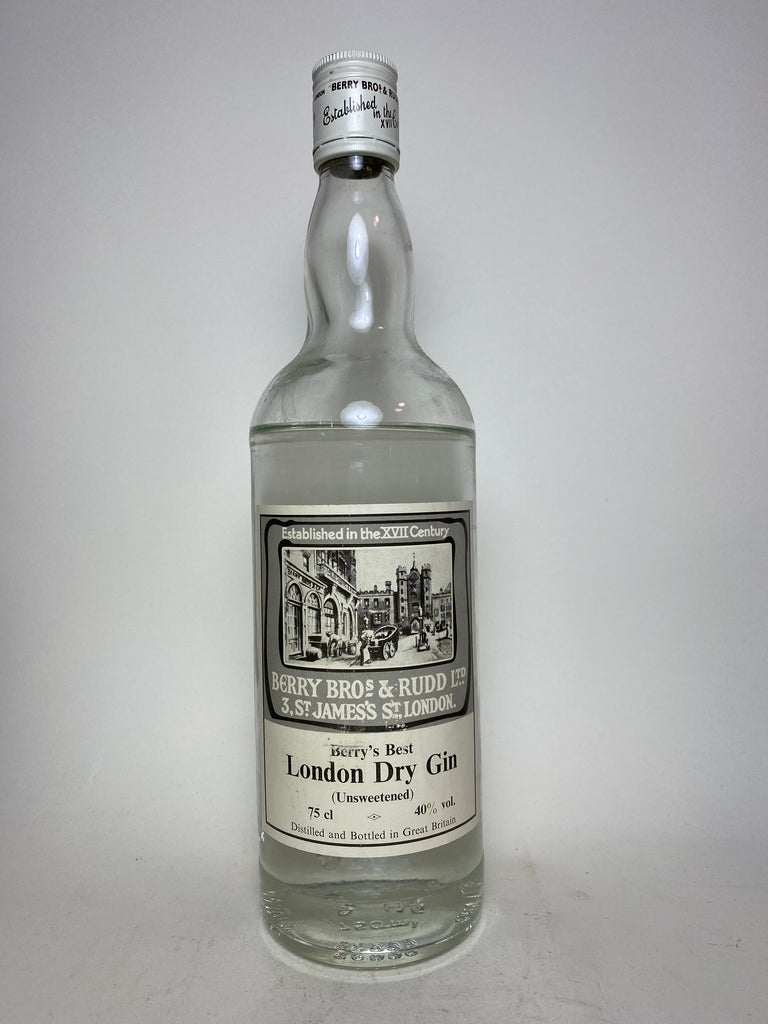 BERRY BROS &
Established
in the
XVII
Established in the XVII Century
BERRY BROS & RUDD LTD
3, ST JAMES'S ST, LONDON.
Berry's Best
London Dry Gin
(Unsweetened)
75 cl 40% vol.
Distilled and Bottled in Great Britain